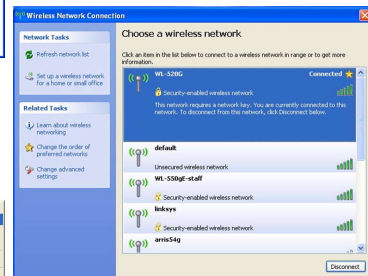 Wireless Network Connection
Network Tasks
Refresh network list
Set up a wireless network
for a home or small office
Related Tasks
Learn about wireless
networking
Change the order of
preferred networks
Change advanced
settings
Choose a wireless network
Click an item in the list below to connect to a wireless network in range or to get more
information.
WL-520G Connected
Security-enabled wireless network
This network requires a network key. You are currently connected to this
network. To disconnect from this network, click Disconnect below.
default
Unsecured wireless network
WL-550gE-staff
Security-enabled wireless network
linksys
Security-enabled wireless network
arris54g
Disconnect